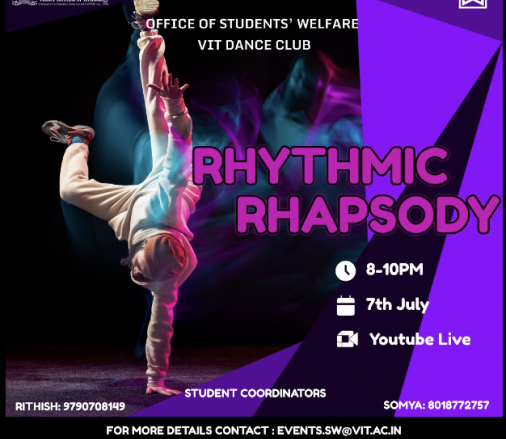 OFFICE OF STUDENTS' WELFARE
VIT DANCE CLUB
RHYTHMIC
RHAPSODY
8-10PM
7th July
Youtube Live
STUDENT COORDINATORS
RITHISH: 9790708149
SOMYA: 8018772757
FOR MORE DETAILS CONTACT : EVENTS.SW@VIT.AC.IN